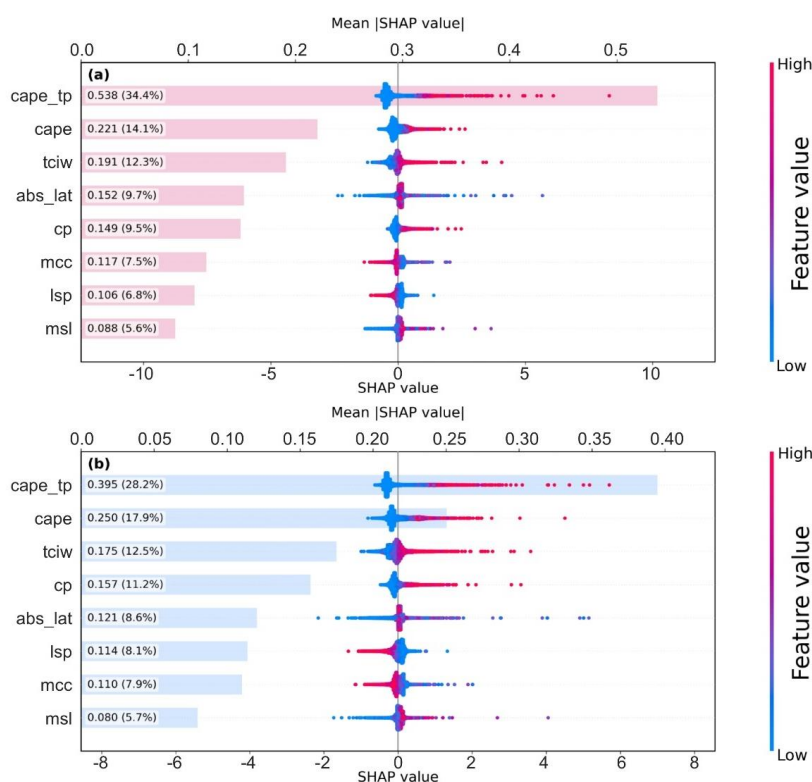 Mean |SHAP value|
0.0 0.1 0.2 0.3 0.4 0.5
(a)
cape_tp 0.538 (34.4%)
cape 0.221 (14.1%)
tciw 0.191 (12.3%)
abs_lat 0.152 (9.7%)
cp 0.149 (9.5%)
mcc 0.117 (7.5%)
lsp 0.106 (6.8%)
msl 0.088 (5.6%)
-10 -5 0 5 10
SHAP value
High
Feature value
Low
Mean |SHAP value|
0.0 0.05 0.10 0.15 0.20 0.25 0.30 0.35 0.40
(b)
cape_tp 0.395 (28.2%)
cape 0.250 (17.9%)
tciw 0.175 (12.5%)
cp 0.157 (11.2%)
abs_lat 0.121 (8.6%)
lsp 0.114 (8.1%)
mcc 0.110 (7.9%)
msl 0.080 (5.7%)
-8 -6 -4 -2 0 2 4 6 8
SHAP value
High
Feature value
Low